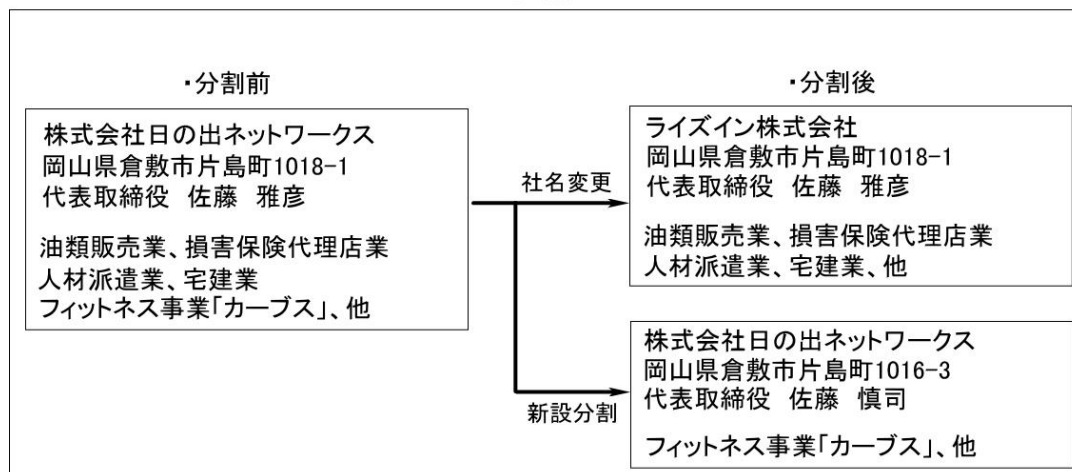 ・分割前
株式会社日の出ネットワークス
岡山県倉敷市片島町1018-1
代表取締役　佐藤　雅彦
油類販売業、損害保険代理店業
人材派遣業、宅建業
フィットネス事業「カーブス」、他
社名変更
新設分割
・分割後
ライズイン株式会社
岡山県倉敷市片島町1018-1
代表取締役　佐藤　雅彦
油類販売業、損害保険代理店業
人材派遣業、宅建業、他
株式会社日の出ネットワークス
岡山県倉敷市片島町1016-3
代表取締役　佐藤　慎司
フィットネス事業「カーブス」、他